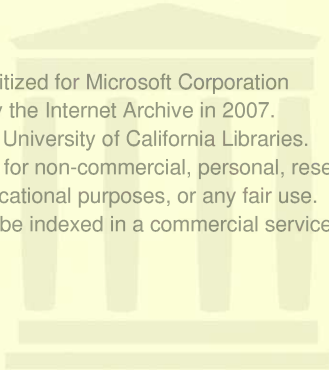 itized for Microsoft Corporation
y the Internet Archive in 2007.
University of California Libraries.
for non-commercial, personal, rese
cational purposes, or any fair use.
be indexed in a commercial service